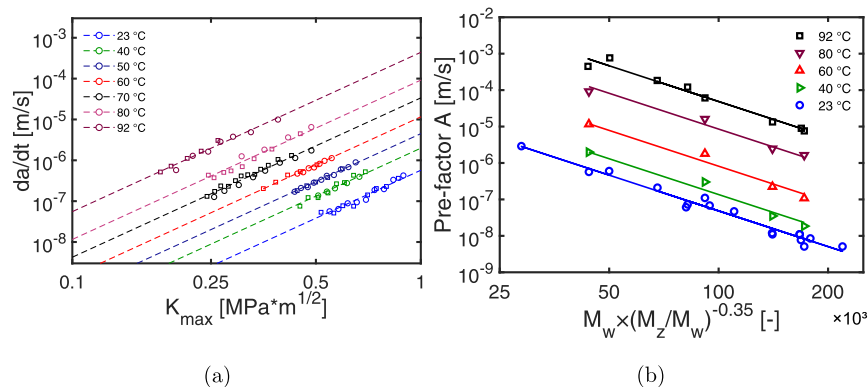 (a)
da/dt [m/s]
10⁻³
10⁻⁴
10⁻⁵
10⁻⁶
10⁻⁷
10⁻⁸
23 °C
40 °C
50 °C
60 °C
70 °C
80 °C
92 °C
0.1
0.25
0.5
1
K_max [MPa*m^1/2]
(b)
Pre-factor A [m/s]
10⁻²
10⁻³
10⁻⁴
10⁻⁵
10⁻⁶
10⁻⁷
10⁻⁸
10⁻⁹
92 °C
80 °C
60 °C
40 °C
23 °C
25
50
100
200
×10³
M_w×(M_z/M_w)^-0.35 [-]
(a)
(b)